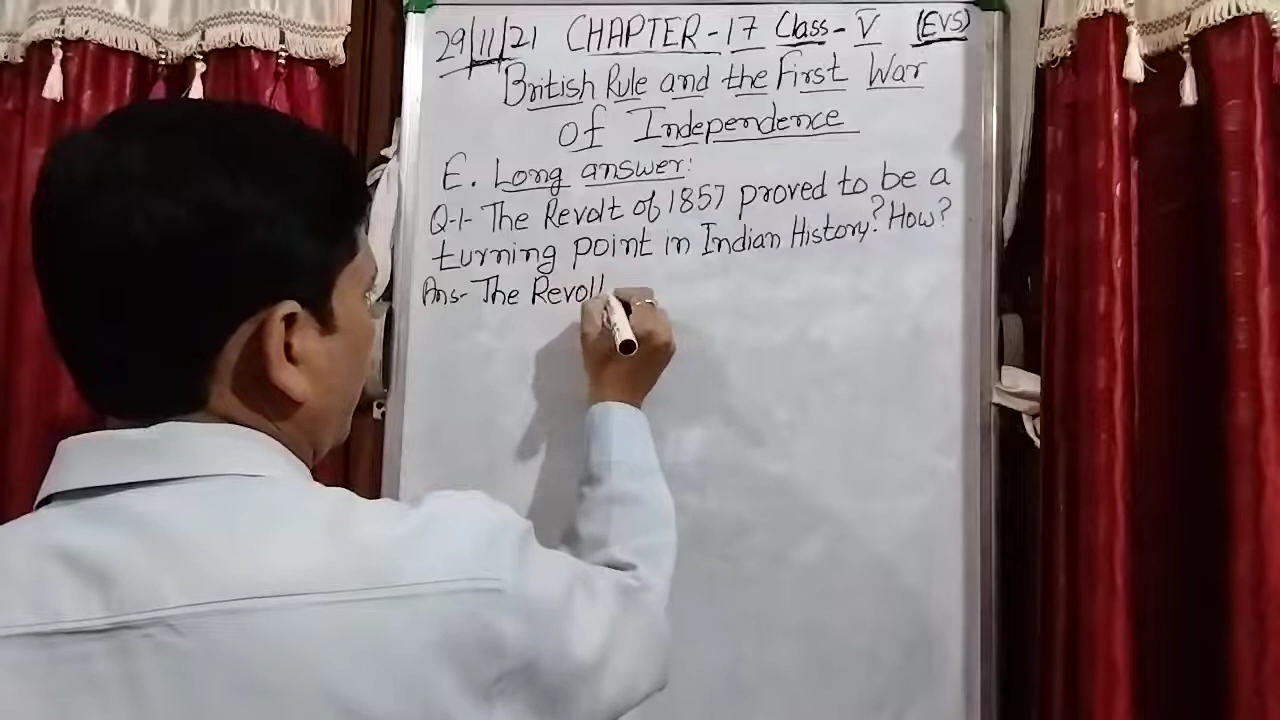 29/11/21 CHAPTER-17 Class-V (EVS)
British Rule and the First War
of Independence
E. Long answer:
Q-1- The Revolt of 1857 proved to be a
turning point in Indian History? How?
Ans- The Revolt